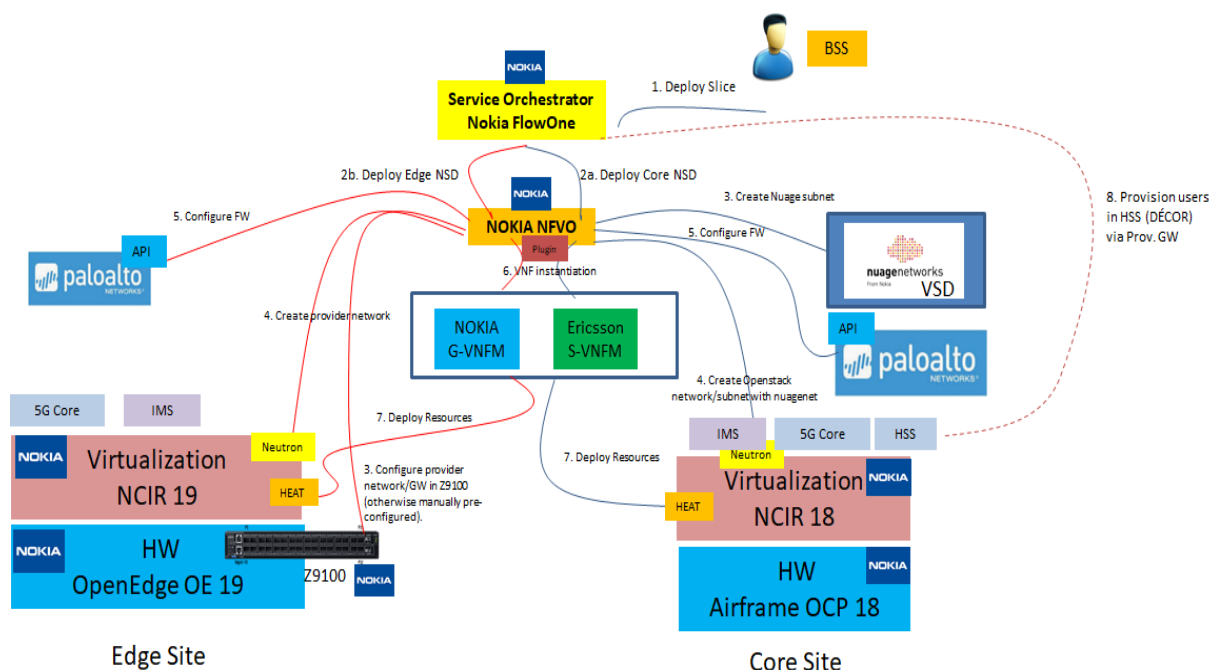 BSS
NOKIA
1. Deploy Slice
Service Orchestrator
Nokia FlowOne
2b. Deploy Edge NSD
2a. Deploy Core NSD
NOKIA
3. Create Nuage subnet
8. Provision users
in HSS (DÉCOR)
via Prov. GW
5. Configure FW
NOKIA NFVO
5. Configure FW
Plugin
6. VNF instantiation
API
paloalto
NETWORKS®
nuagenetworks
From Nokia
VSD
4. Create provider network
NOKIA
G-VNFM
Ericsson
S-VNFM
API
paloalto
NETWORKS®
4. Create Openstack
network/subnet with nuagenet
5G Core
IMS
7. Deploy Resources
IMS
5G Core
HSS
Neutron
Neutron
NOKIA
Virtualization
NCIR 19
HEAT
7. Deploy Resources
3. Configure provider
network/GW in Z9100
(otherwise manually pre-
configured).
HEAT
Virtualization
NCIR 18
NOKIA
NOKIA
HW
OpenEdge OE 19
Z9100
NOKIA
HW
Airframe OCP 18
NOKIA
Edge Site
Core Site